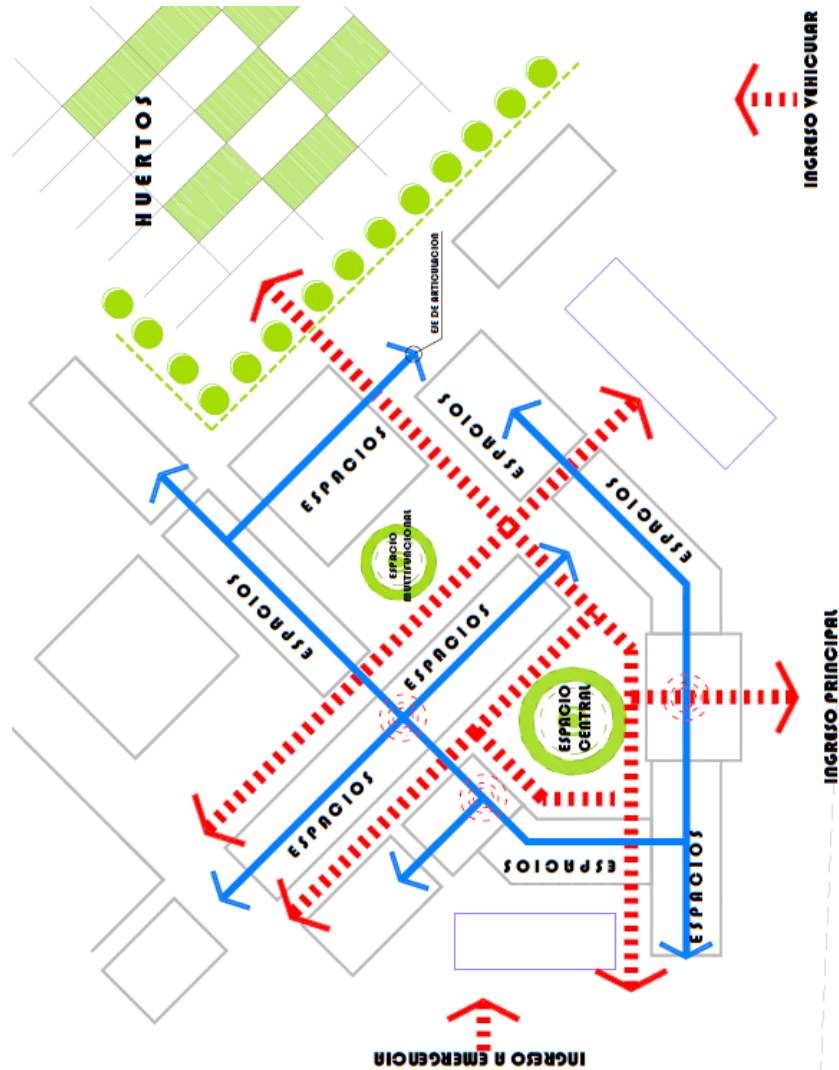 INGRESO VEHICULAR
HUERTOS
EJE DE ARTICULACION
ESPACIOS
ESPACIOS
ESPACIOS
ESPACIO
MULTIFUNCIONAL
ESPACIOS
ESPACIOS
ESPACIO
CENTRAL
INGRESO PRINCIPAL
ESPACIOS
ESPACIOS
ESPACIOS
INGRESO A EMERGENCIA